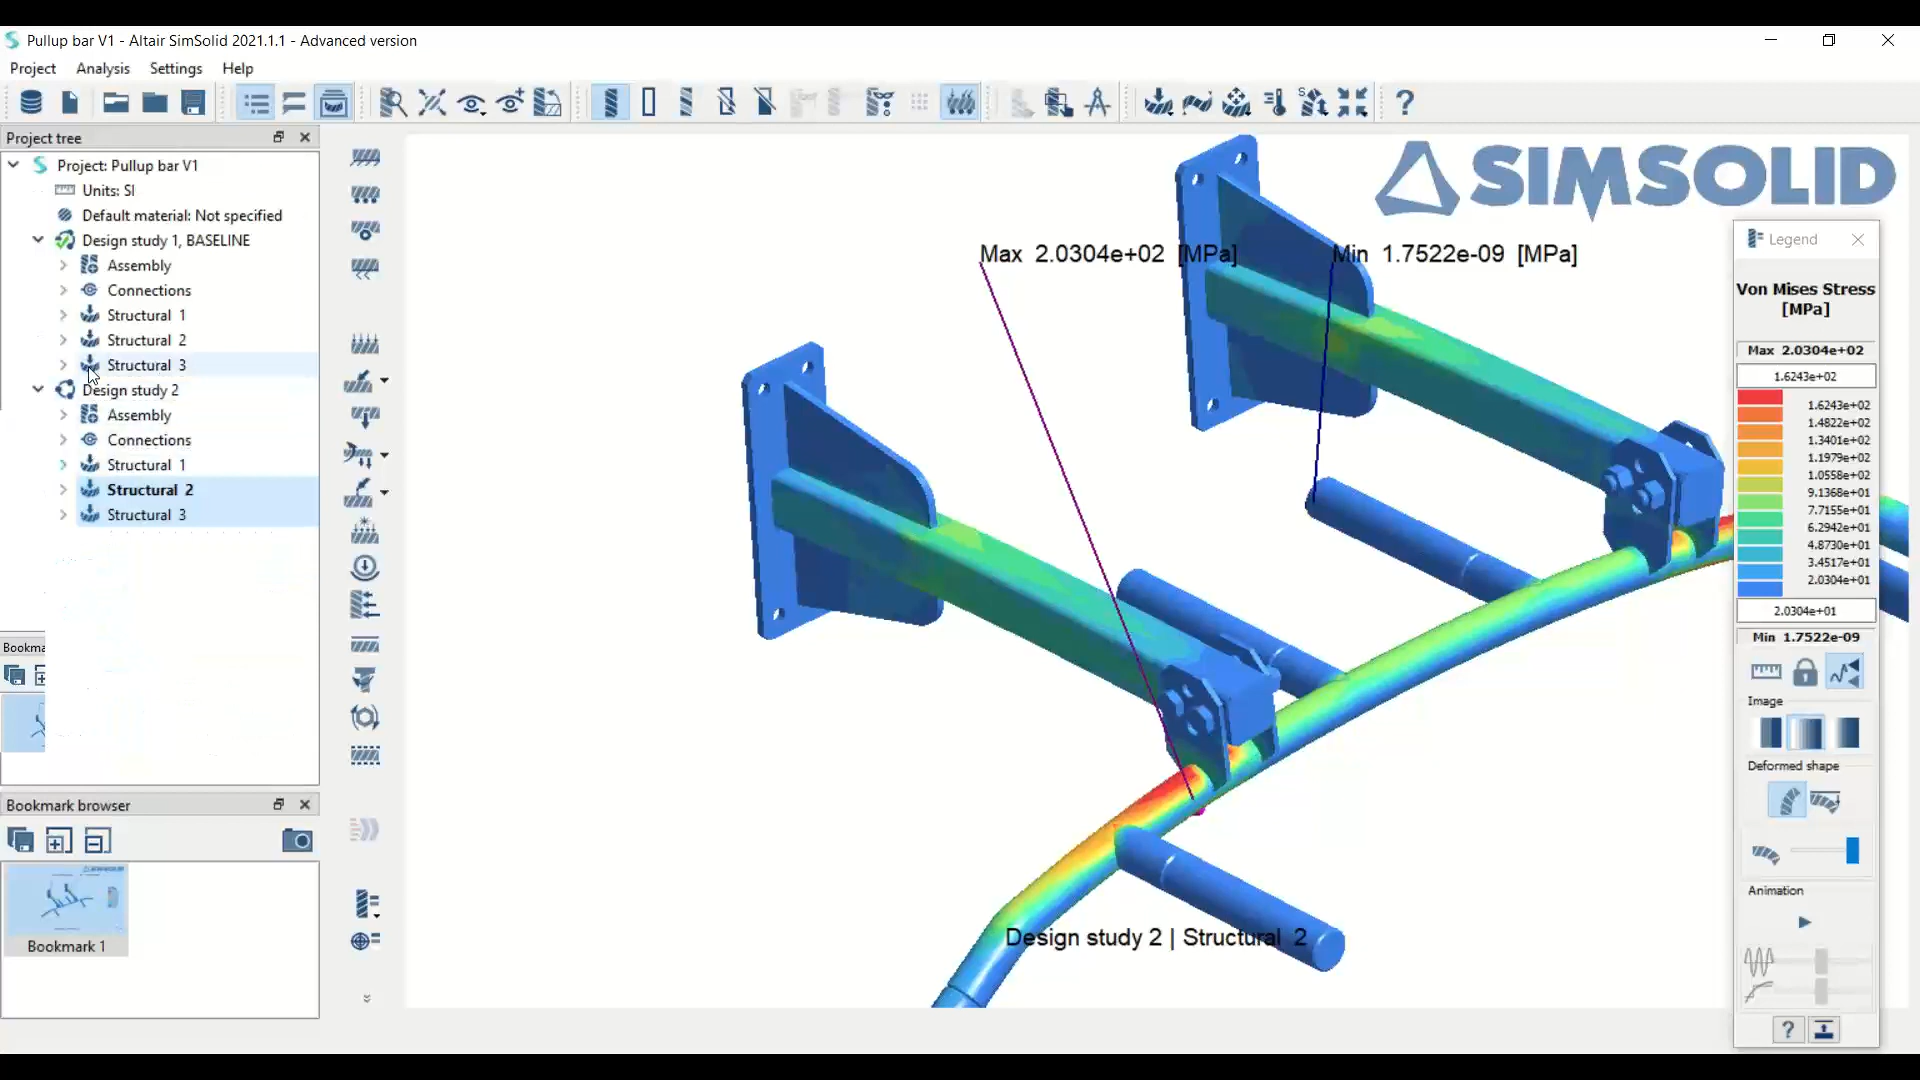 Pullup bar V1 - Altair SimSolid 2021.1.1 - Advanced version
Project Analysis Settings Help
Project tree
Project: Pullup bar V1
Units: SI
Default material: Not specified
Design study 1, BASELINE
Assembly
Connections
Structural 1
Structural 2
Structural 3
Design study 2
Assembly
Connections
Structural 1
Structural 2
Structural 3
Bookma
Bookmark browser
Bookmark 1
SIMSOLID
Max 2.0304e+02 [MPa]
Min 1.7522e-09 [MPa]
Design study 2 | Structural 2
Legend
Von Mises Stress
[MPa]
Max 2.0304e+02
1.6243e+02
1.6243e+02
1.4822e+02
1.3401e+02
1.1979e+02
1.0558e+02
9.1368e+01
7.7155e+01
6.2942e+01
4.8730e+01
3.4517e+01
2.0304e+01
2.0304e+01
Min 1.7522e-09
Image
Deformed shape
Animation